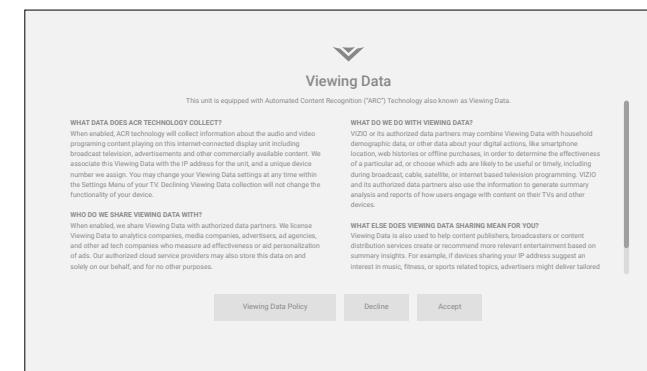 Viewing Data
This unit is equipped with Automated Content Recognition ("ARC") Technology also known as Viewing Data.
WHAT DATA DOES ACR TECHNOLOGY COLLECT?
When enabled, ACR technology will collect information about the audio and video
programing content playing on this internet-connected display unit including
broadcast television, advertisements and other commercially available content. We
associate this Viewing Data with the IP address for the unit, and a unique device
number we assign. You may change your Viewing Data settings at any time within
the Settings Menu of your TV. Declining Viewing Data collection will not change the
functionality of your device.
WHO DO WE SHARE VIEWING DATA WITH?
When enabled, we share Viewing Data with authorized data partners. We license
Viewing Data to analytics companies, media companies, advertisers, ad agencies,
and other ad tech companies who measure ad effectiveness or aid personalization
of ads. Our authorized cloud service providers may also store this data on and
solely on our behalf, and for no other purposes.
WHAT DO WE DO WITH VIEWING DATA?
VIZIO or its authorized data partners may combine Viewing Data with household
demographic data, or other data about your digital actions, like smartphone
location, web histories or offline purchases, in order to determine the effectiveness
of a particular ad, or choose which ads are likely to be useful or timely, including
during broadcast, cable, satellite, or internet based television programming. VIZIO
and its authorized data partners also use the information to generate summary
analysis and reports of how users engage with content on their TVs and other
devices.
WHAT ELSE DOES VIEWING DATA SHARING MEAN FOR YOU?
Viewing Data is also used to help content publishers, broadcasters or content
distribution services create or recommend more relevant entertainment based on
summary insights. For example, if devices sharing your IP address suggest an
interest in music, fitness, or sports related topics, advertisers might deliver tailored
Viewing Data Policy
Decline
Accept